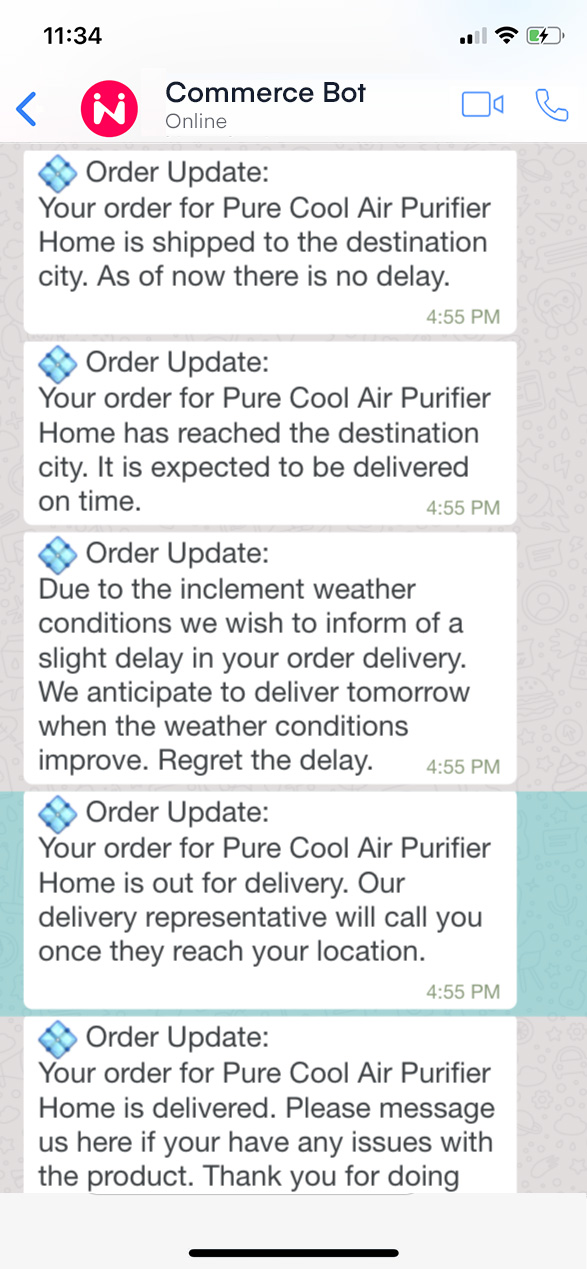 11:34
Commerce Bot
Online
Order Update:
Your order for Pure Cool Air Purifier
Home is shipped to the destination
city. As of now there is no delay.
4:55 PM
Order Update:
Your order for Pure Cool Air Purifier
Home has reached the destination
city. It is expected to be delivered
on time.
4:55 PM
Order Update:
Due to the inclement weather
conditions we wish to inform of a
slight delay in your order delivery.
We anticipate to deliver tomorrow
when the weather conditions
improve. Regret the delay.
4:55 PM
Order Update:
Your order for Pure Cool Air Purifier
Home is out for delivery. Our
delivery representative will call you
once they reach your location.
4:55 PM
Order Update:
Your order for Pure Cool Air Purifier
Home is delivered. Please message
us here if your have any issues with
the product. Thank you for doing